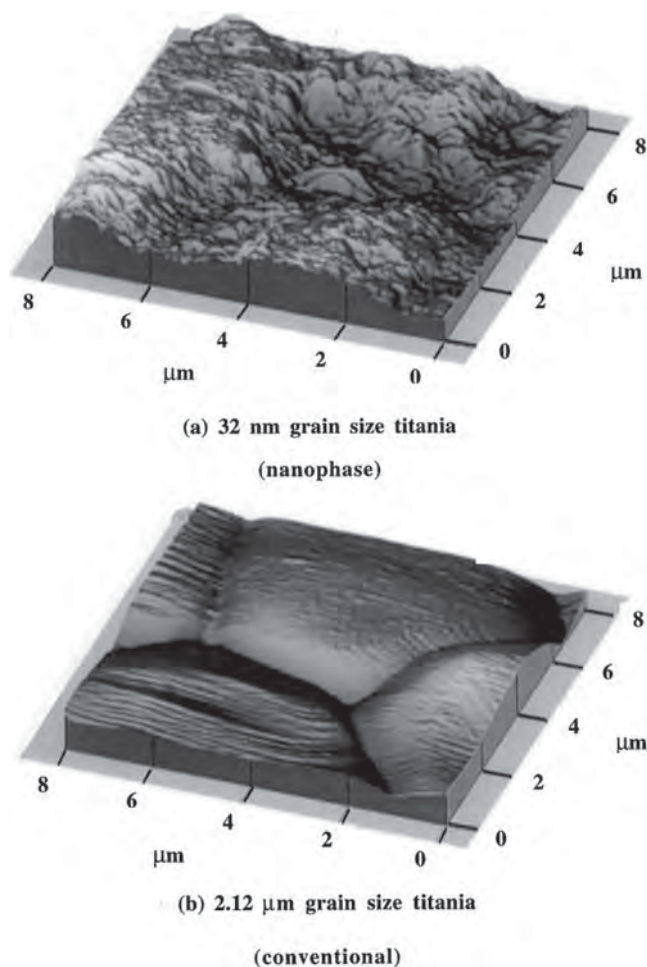 8
6
4
μm
2
0
8
6
4
2
0
μm
(a) 32 nm grain size titania
(nanophase)
8
6
4
μm
2
0
8
6
4
2
0
μm
(b) 2.12 μm grain size titania
(conventional)